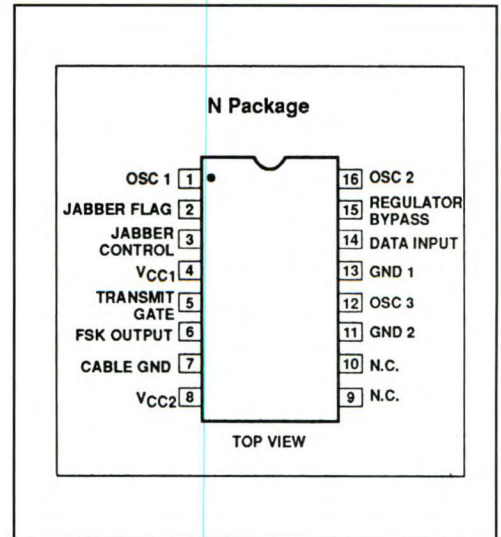 N Package
OSC 1 1
JABBER FLAG 2
JABBER
CONTROL 3
VCC1 4
TRANSMIT
GATE 5
FSK OUTPUT 6
CABLE GND 7
VCC2 8
16 OSC 2
15 REGULATOR
BYPASS
14 DATA INPUT
13 GND 1
12 OSC 3
11 GND 2
10 N.C.
9 N.C.
TOP VIEW